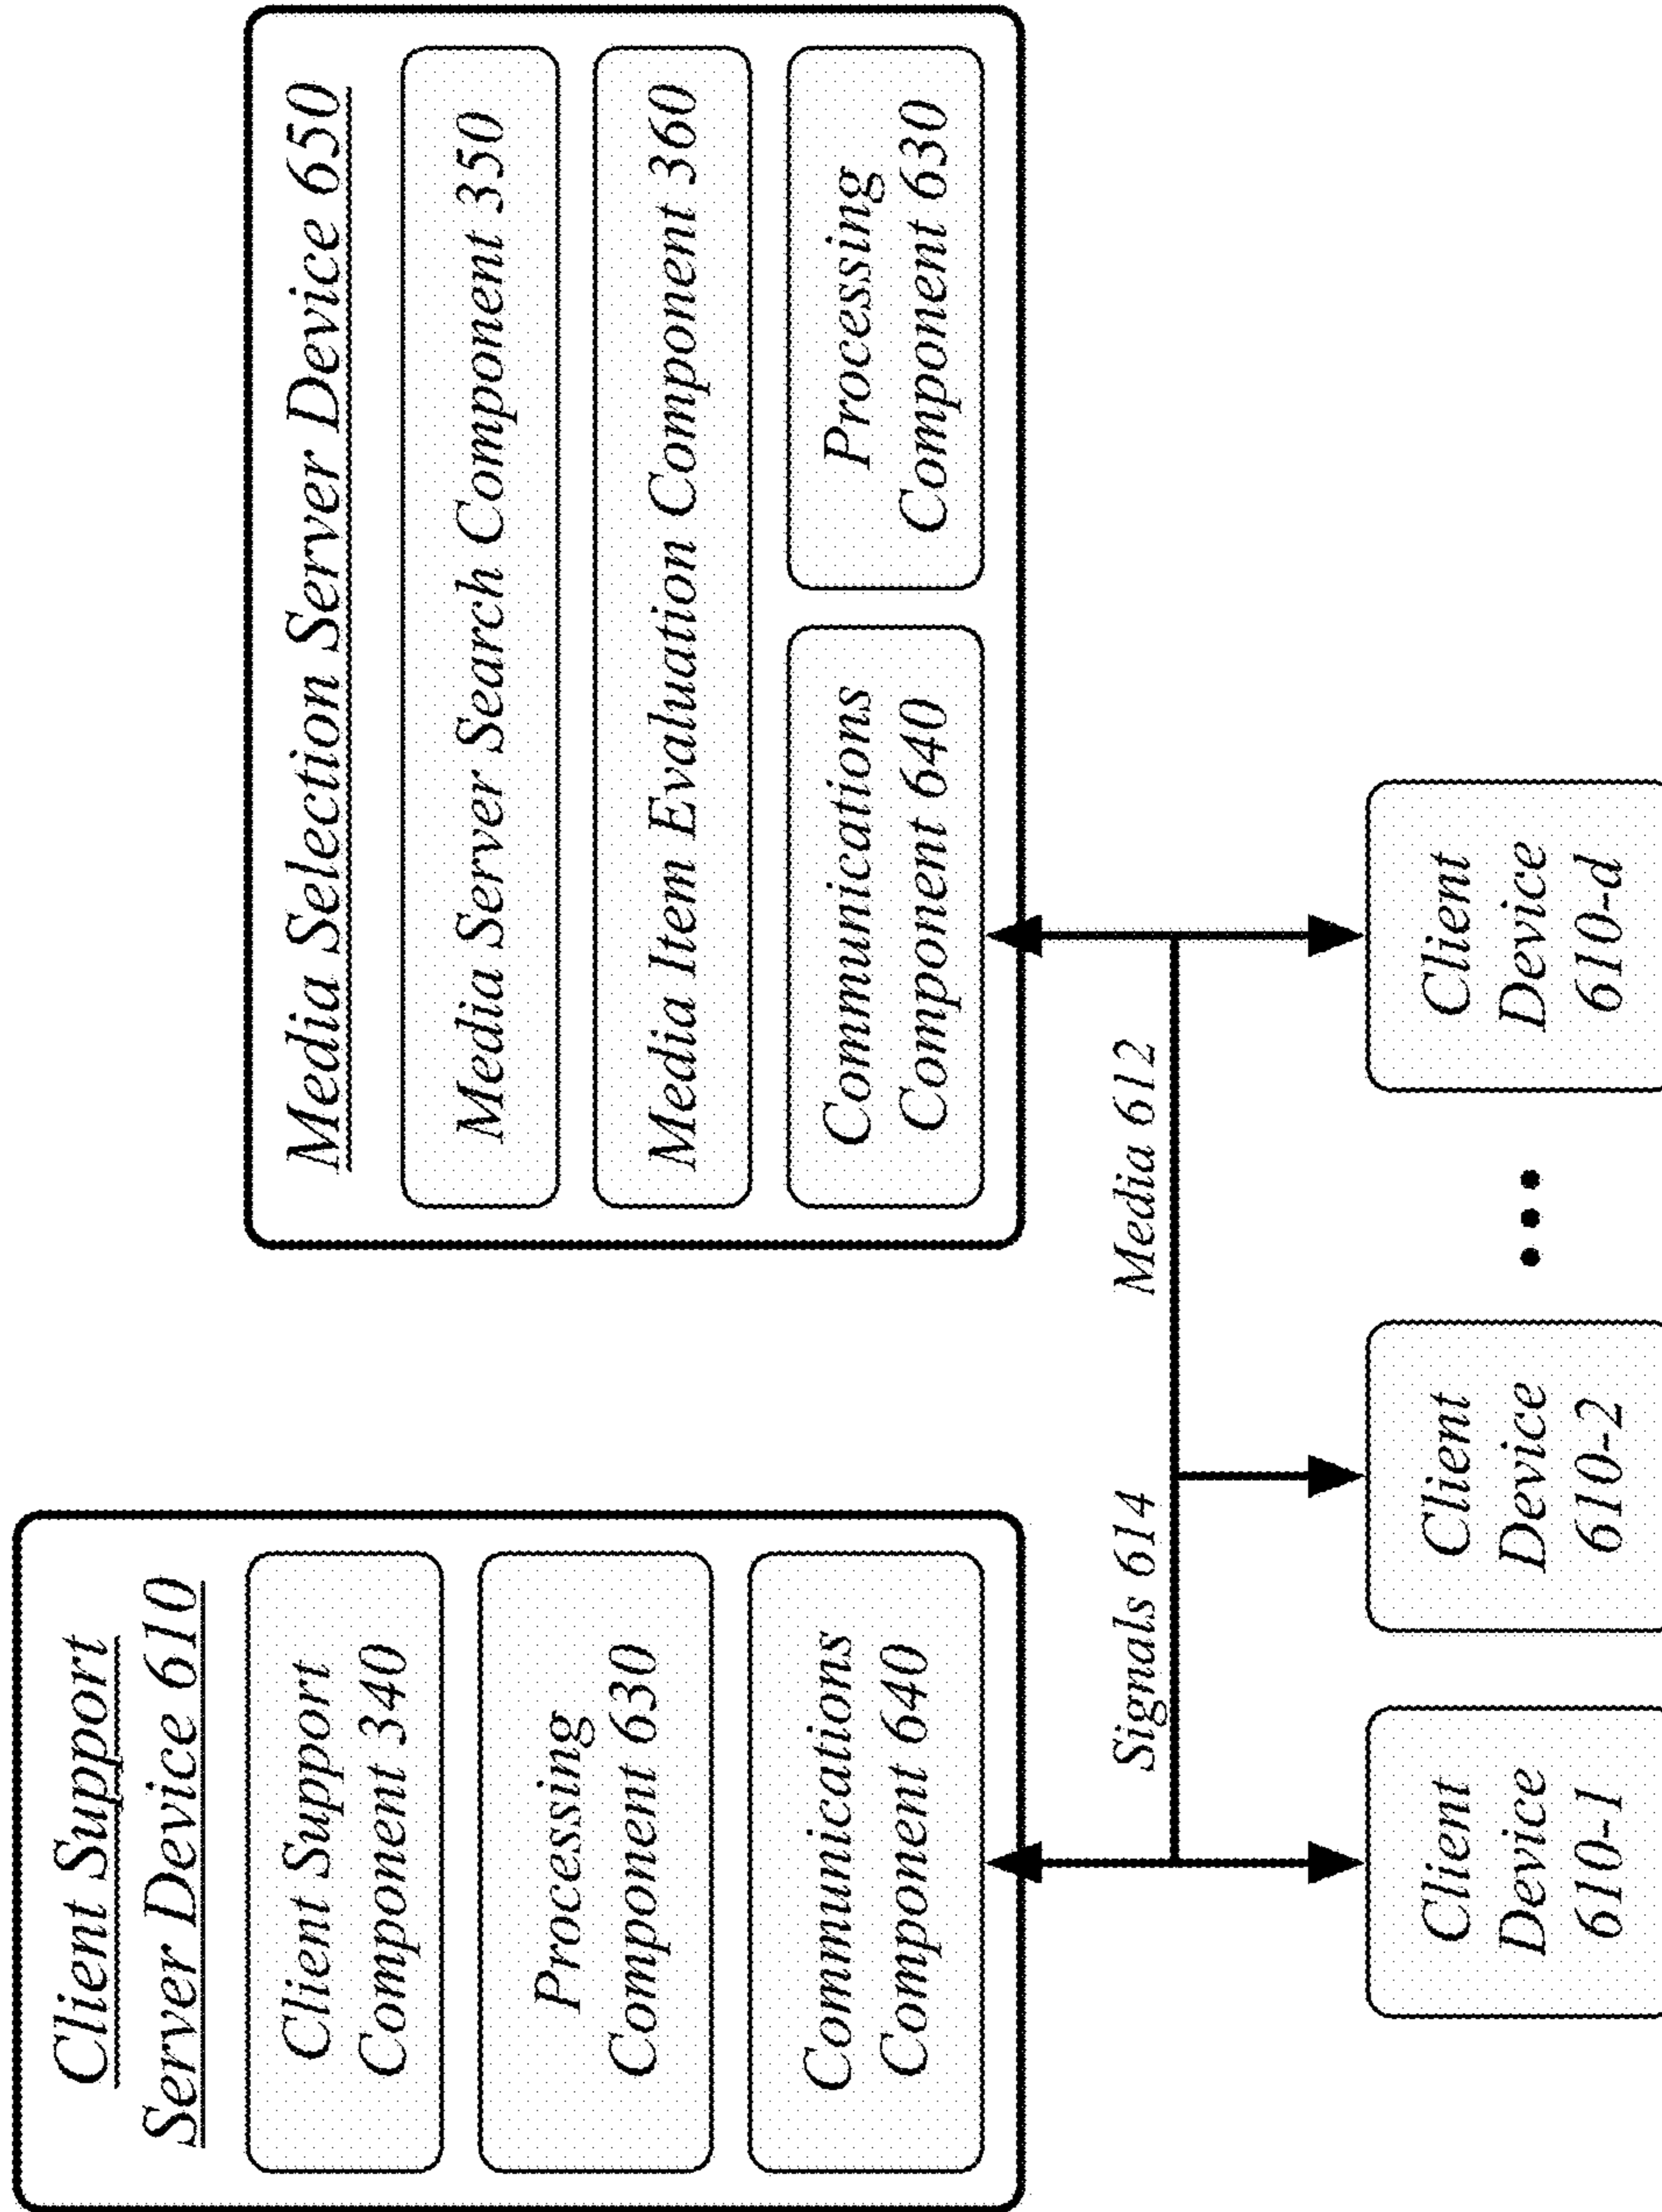 Client Support
Server Device 610
Client Support
Component 340
Processing
Component 630
Communications
Component 640
Media Selection Server Device 650
Media Server Search Component 350
Media Item Evaluation Component 360
Communications
Component 640
Processing
Component 630
Signals 614
Media 612
Client
Device
610-1
Client
Device
610-2
Client
Device
610-d